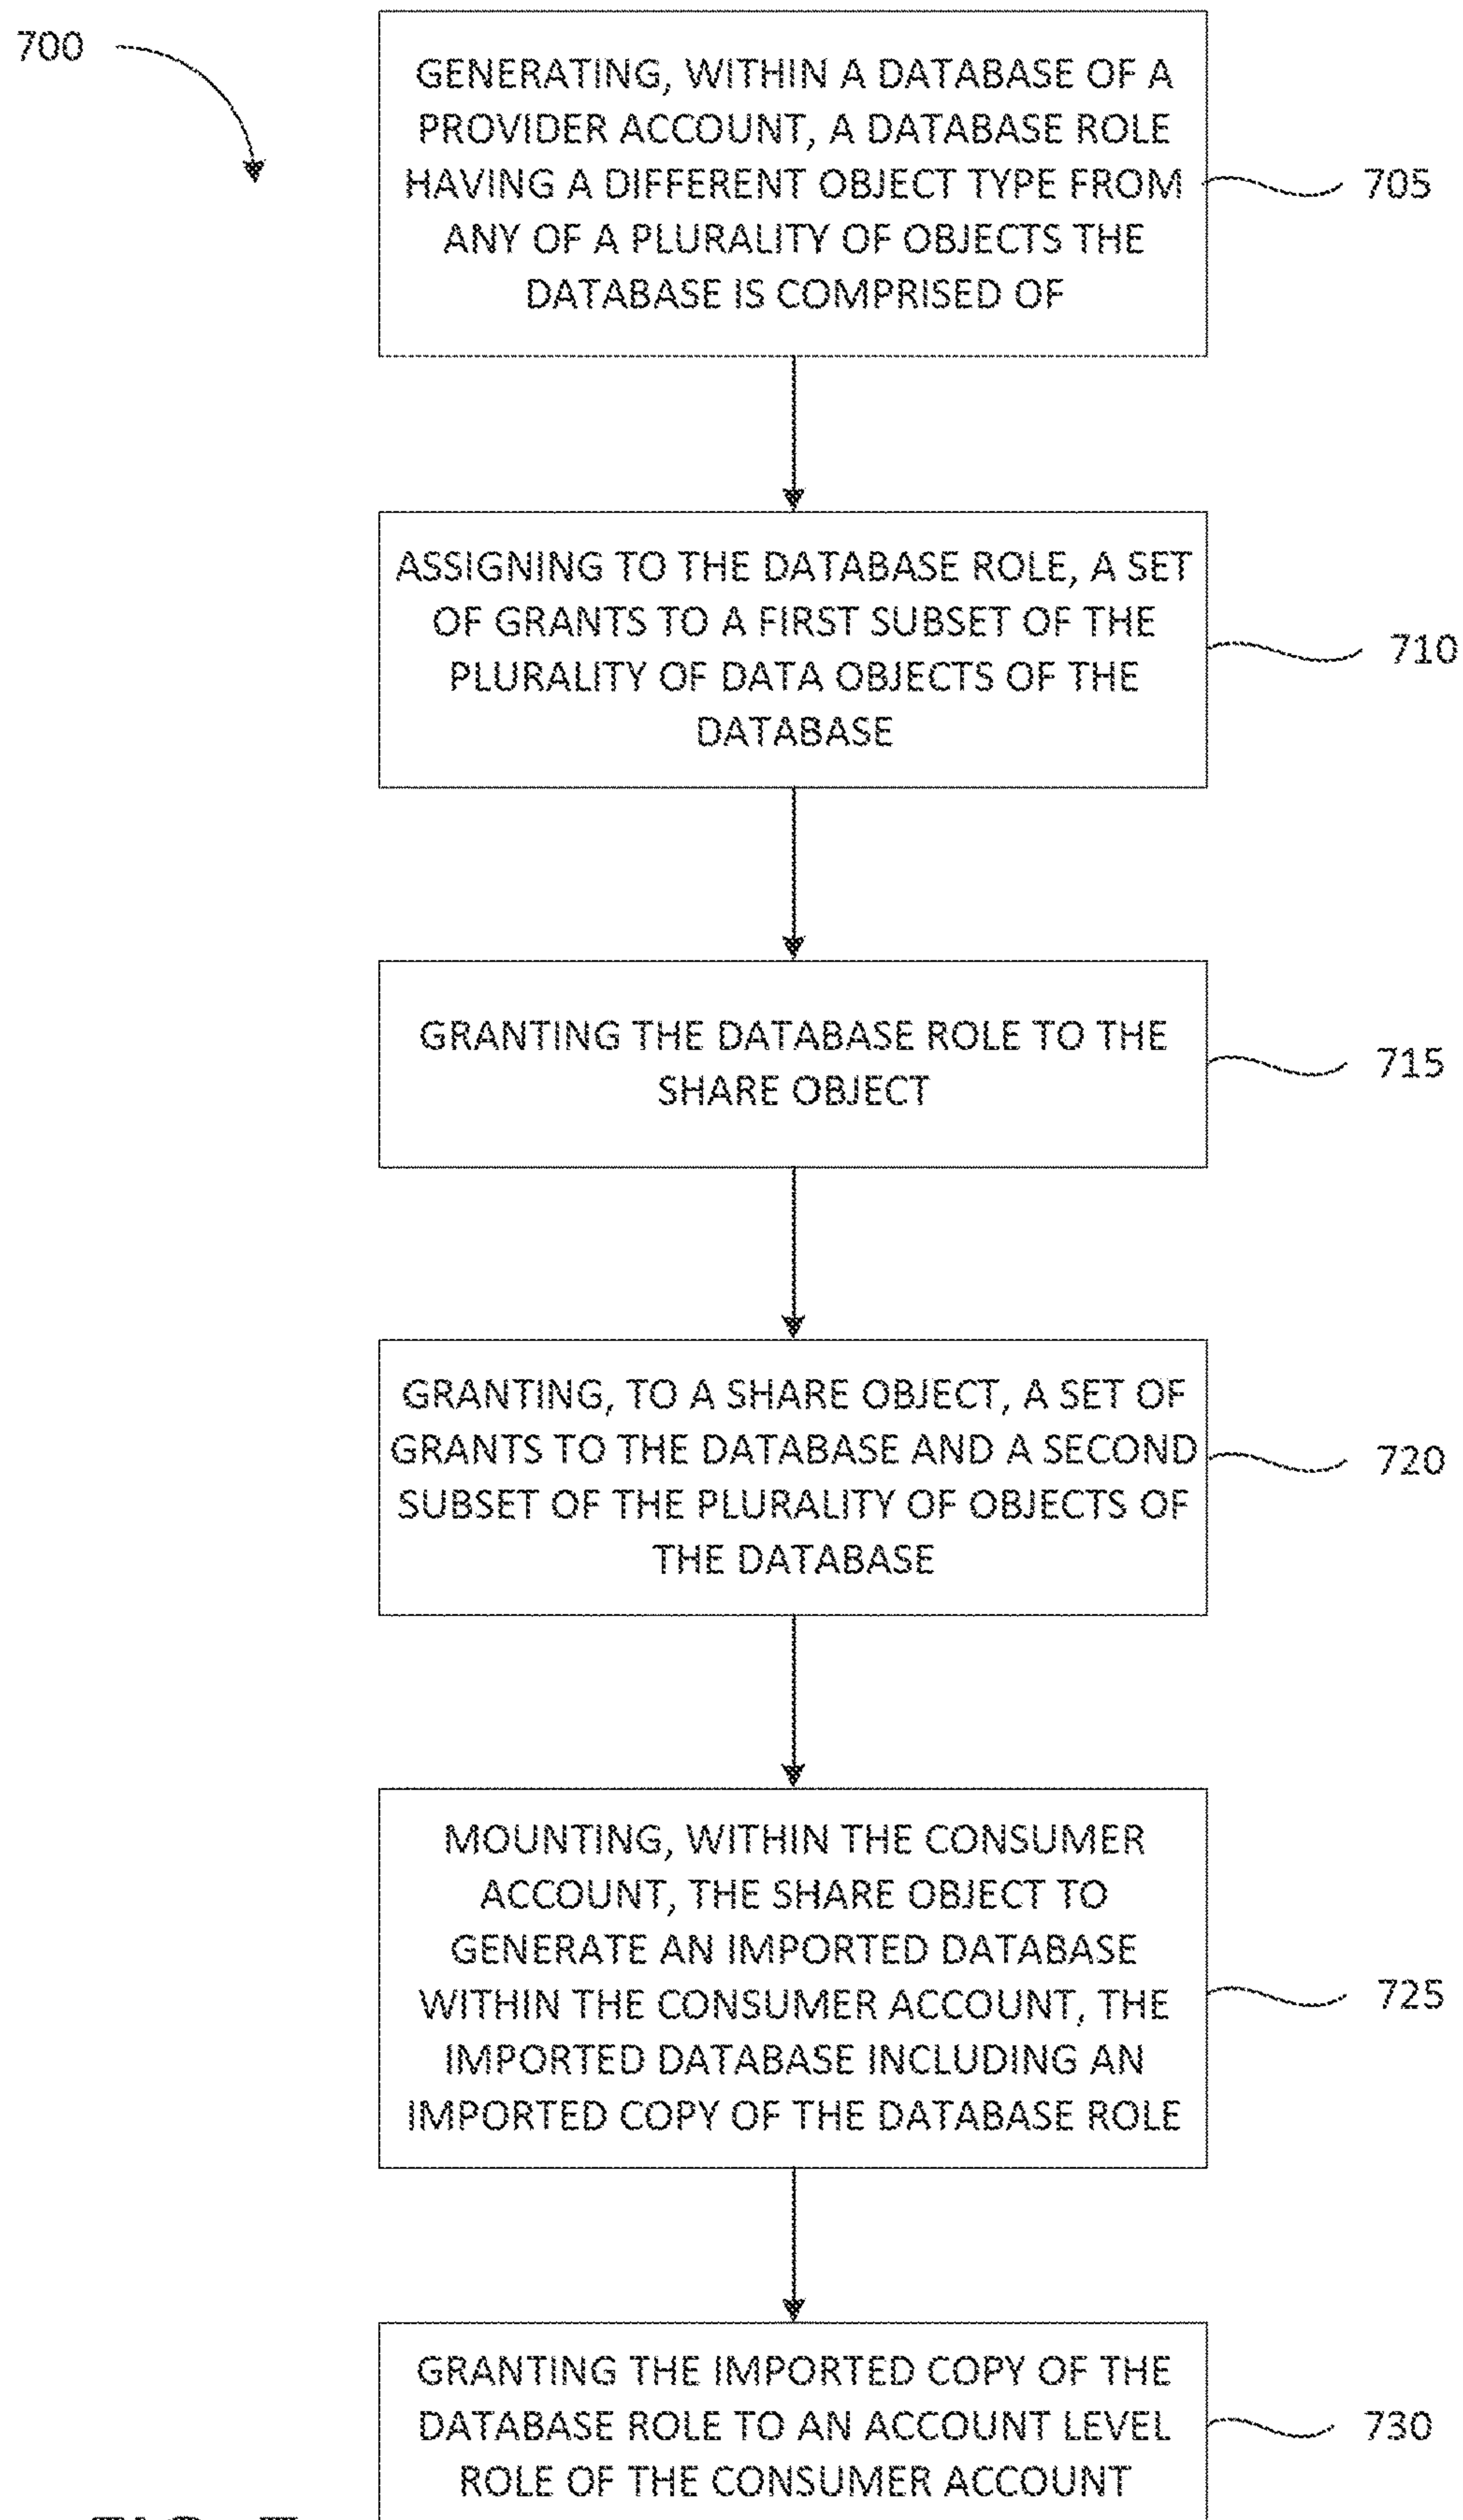 700
GENERATING, WITHIN A DATABASE OF A
PROVIDER ACCOUNT, A DATABASE ROLE
HAVING A DIFFERENT OBJECT TYPE FROM
ANY OF A PLURALITY OF OBJECTS THE
DATABASE IS COMPRISED OF
705
ASSIGNING TO THE DATABASE ROLE, A SET
OF GRANTS TO A FIRST SUBSET OF THE
PLURALITY OF DATA OBJECTS OF THE
DATABASE
710
GRANTING THE DATABASE ROLE TO THE
SHARE OBJECT
715
GRANTING, TO A SHARE OBJECT, A SET OF
GRANTS TO THE DATABASE AND A SECOND
SUBSET OF THE PLURALITY OF OBJECTS OF
THE DATABASE
720
MOUNTING, WITHIN THE CONSUMER
ACCOUNT, THE SHARE OBJECT TO
GENERATE AN IMPORTED DATABASE
WITHIN THE CONSUMER ACCOUNT, THE
IMPORTED DATABASE INCLUDING AN
IMPORTED COPY OF THE DATABASE ROLE
725
GRANTING THE IMPORTED COPY OF THE
DATABASE ROLE TO AN ACCOUNT LEVEL
ROLE OF THE CONSUMER ACCOUNT
730